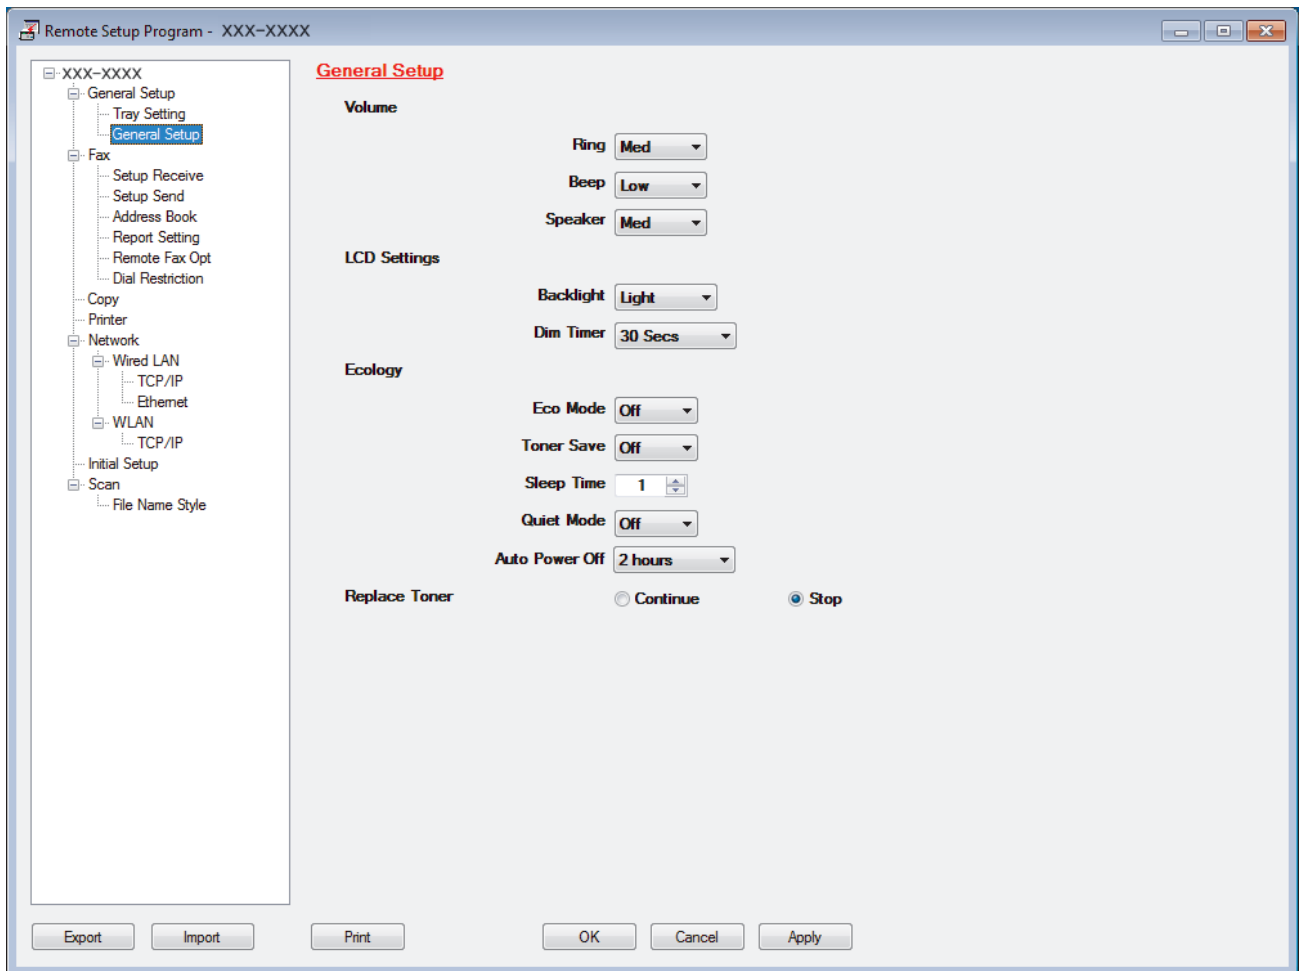 Remote Setup Program - XXX-XXXX
XXX-XXXX
General Setup
Tray Setting
General Setup
Fax
Setup Receive
Setup Send
Address Book
Report Setting
Remote Fax Opt
Dial Restriction
Copy
Printer
Network
Wired LAN
TCP/IP
Ethernet
WLAN
TCP/IP
Initial Setup
Scan
File Name Style
General Setup
Volume
Ring Med
Beep Low
Speaker Med
LCD Settings
Backlight Light
Dim Timer 30 Secs
Ecology
Eco Mode Off
Toner Save Off
Sleep Time 1
Quiet Mode Off
Auto Power Off 2 hours
Replace Toner Continue Stop
Export Import Print OK Cancel Apply